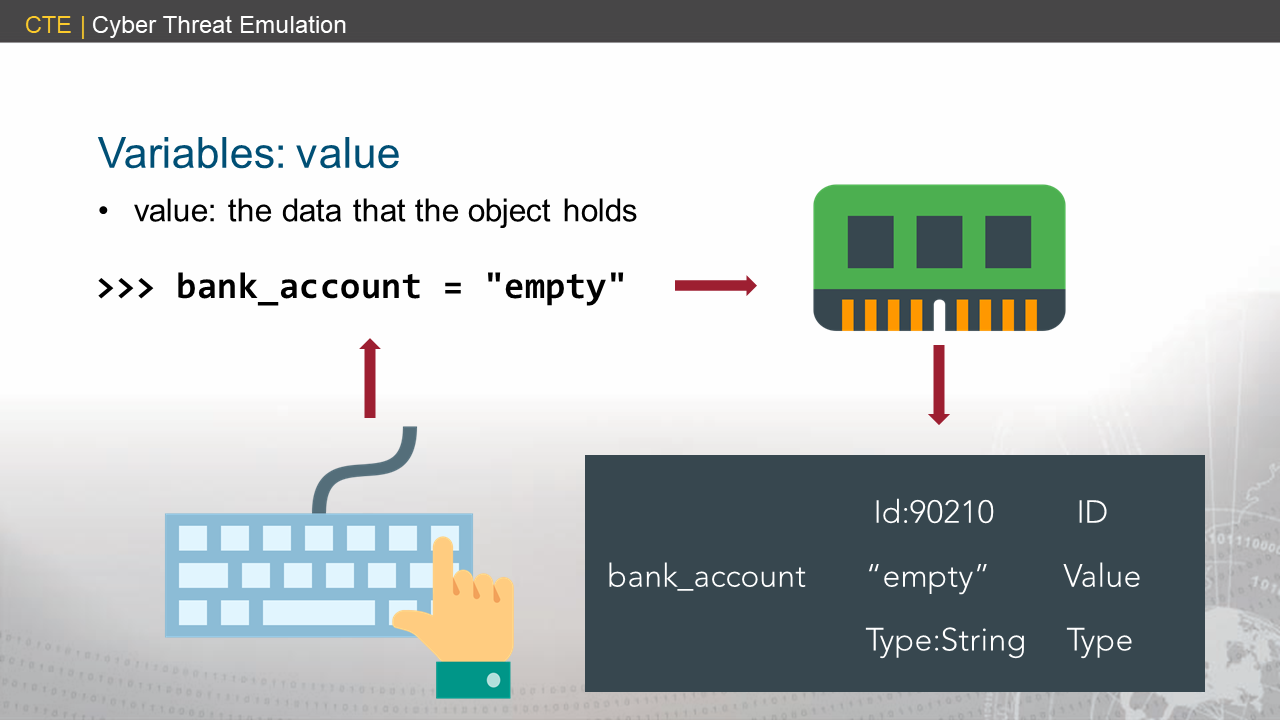 CTE | Cyber Threat Emulation
Variables: value
• value: the data that the object holds
>>> bank_account = "empty"
Id:90210 ID
bank_account “empty” Value
Type:String Type